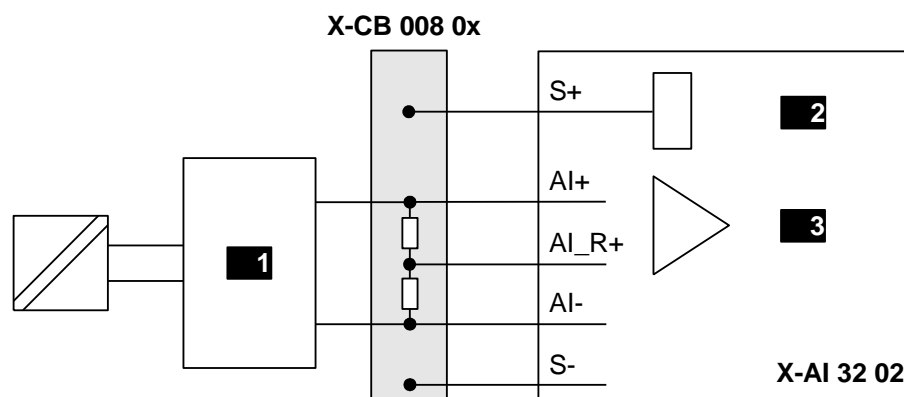 X-CB 008 0x
S+
2
AI+
3
AI_R+
1
AI-
S-
X-AI 32 02